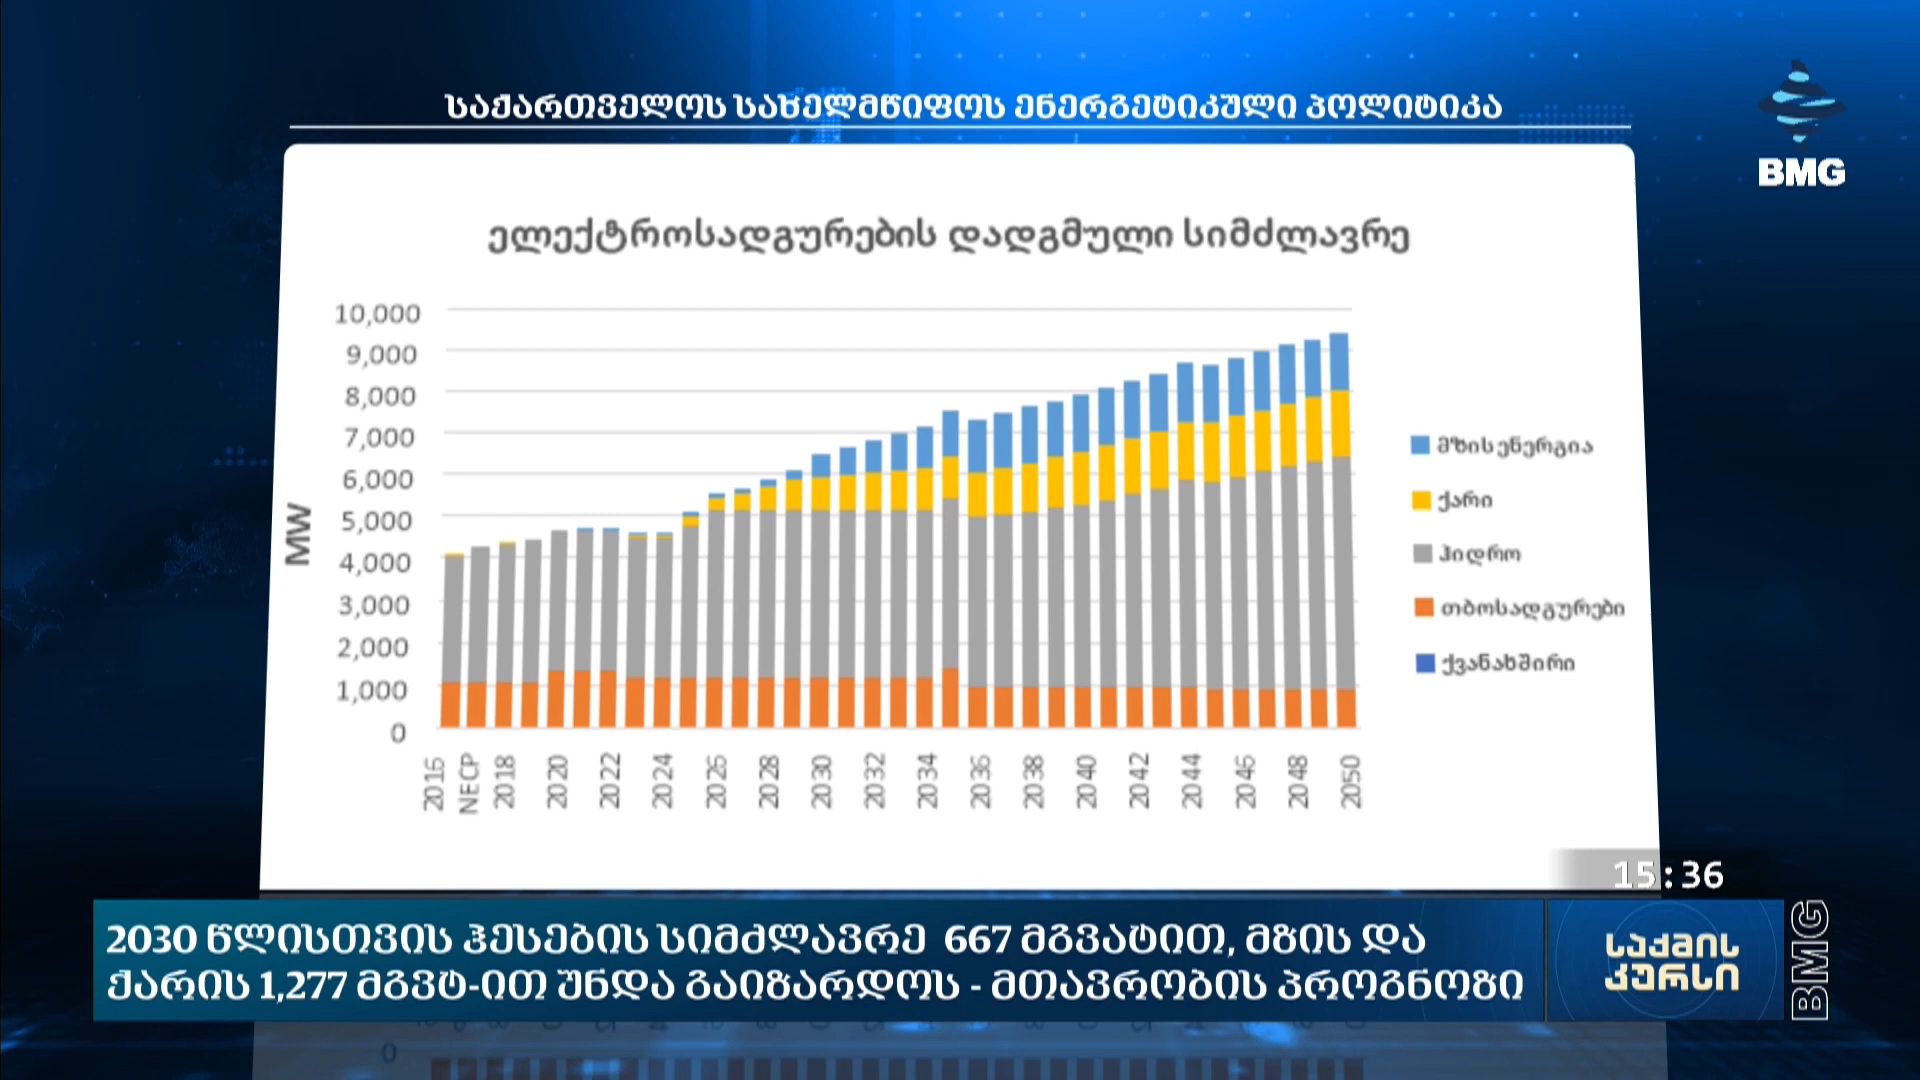 საქართველოს სახელმწიფოს ენერგეტიკული პოლიტიკა
BMG
ელექტროსადგურების დადგმული სიმძლავრე
10,000
9,000
8,000
7,000
6,000
5,000
4,000
3,000
2,000
1,000
0
MW
2016 NECP 2018 2020 2022 2024 2026 2028 2030 2032 2034 2036 2038 2040 2042 2044 2046 2048 2050
მზის ენერგია
ქარი
ჰიდრო
თბოსადგურები
ქვანახშირი
15:36
2030 წლისთვის ჰესების სიმძლავრე 667 მგვატით, მზის და
ქარის 1,277 მგვტ-ით უნდა გაიზარდოს - მთავრობის პროგნოზი
საქმის
კურსი
BMG
0